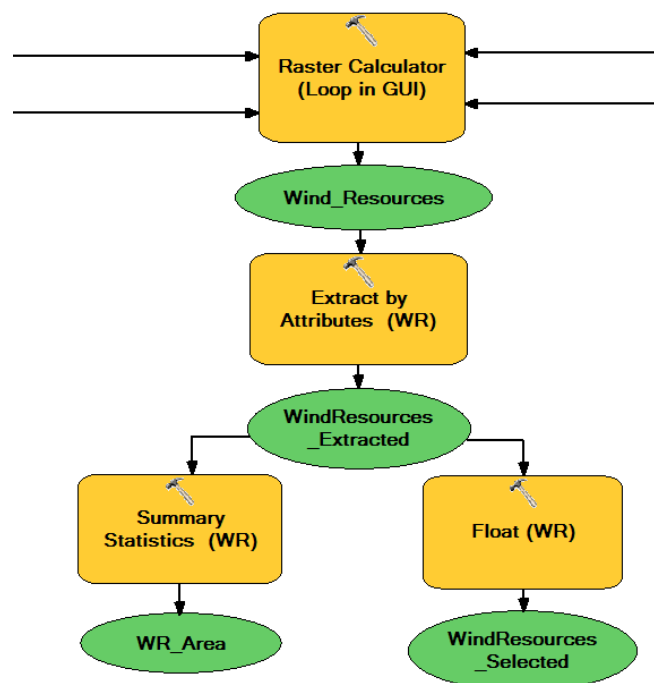 Raster Calculator
(Loop in GUI)
Wind_Resources
Extract by
Attributes (WR)
WindResources
_Extracted
Summary
Statistics (WR)
Float (WR)
WR_Area
WindResources
_Selected